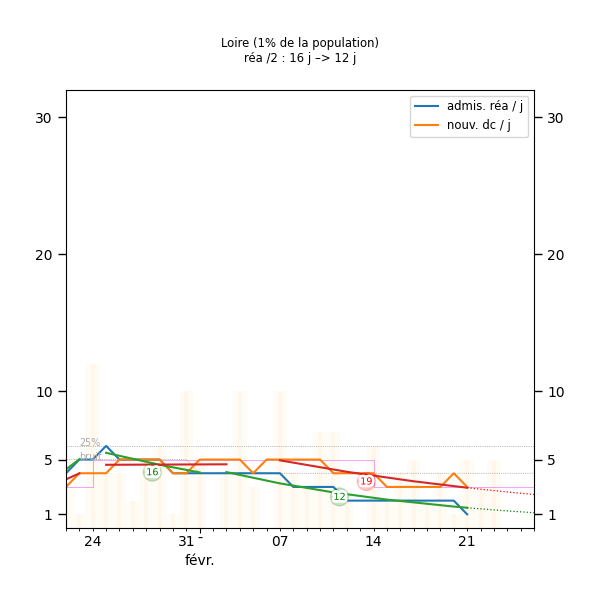 Loire (1% de la population)
réa /2 : 16 j –> 12 j
admis. réa / j
nouv. dc / j
30 30
20 20
10 10
25%
brut
5 5
16 19
12
1 1
24 31 - 07 14 21
févr.